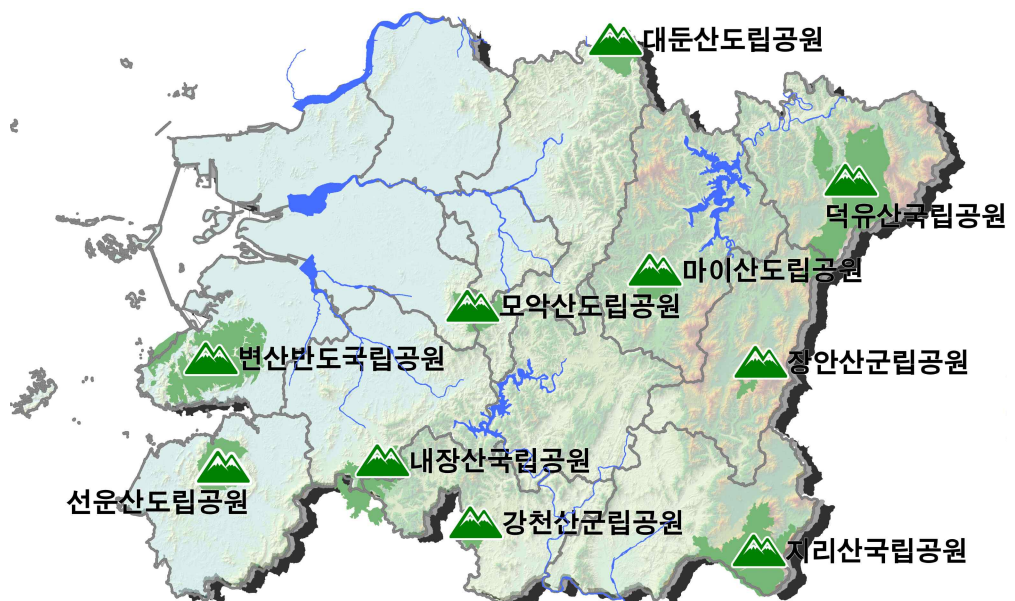 대둔산도립공원
덕유산국립공원
마이산도립공원
모악산도립공원
변산반도국립공원
장안산군립공원
내장산국립공원
선운산도립공원
강천산군립공원
지리산국립공원